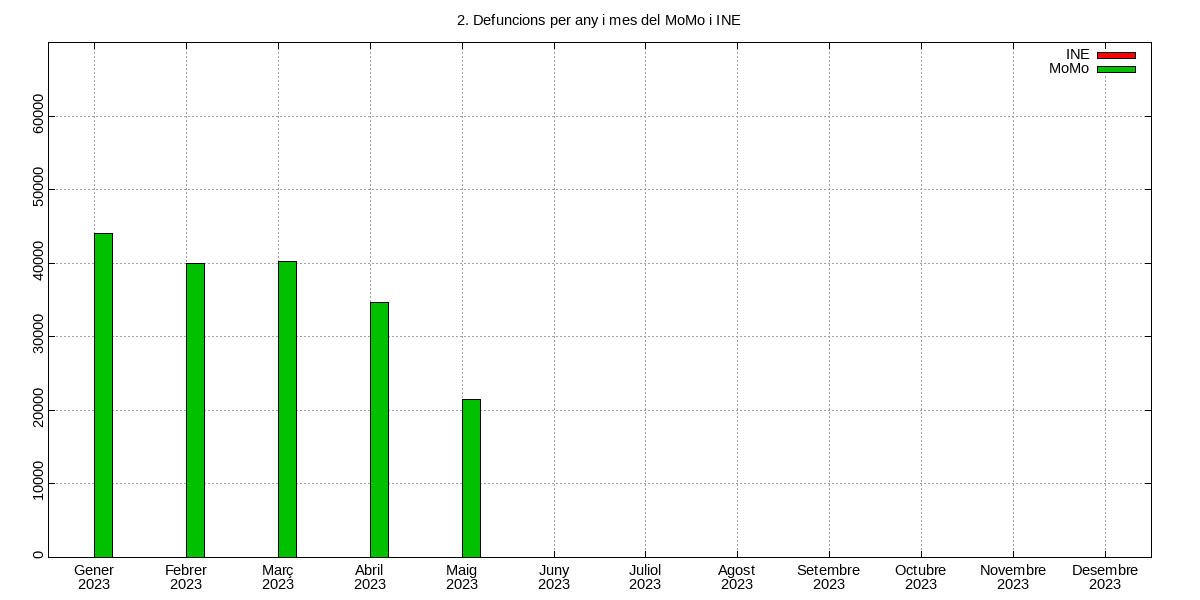 2. Defuncions per any i mes del MoMo i INE
INE
MoMo
60000
50000
40000
30000
20000
10000
0
Gener Febrer Març Abril Maig Juny Juliol Agost Setembre Octubre Novembre Desembre
2023 2023 2023 2023 2023 2023 2023 2023 2023 2023 2023 2023